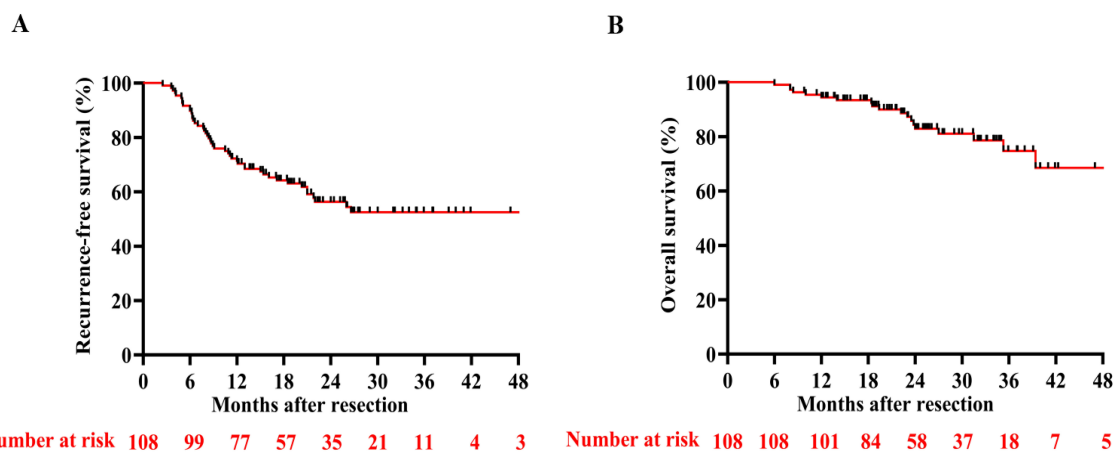 A
B
Recurrence-free survival (%)
100
80
60
40
20
0
0 6 12 18 24 30 36 42 48
Months after resection
umber at risk 108 99 77 57 35 21 11 4 3
Overall survival (%)
100
80
60
40
20
0
0 6 12 18 24 30 36 42 48
Months after resection
Number at risk 108 108 101 84 58 37 18 7 5